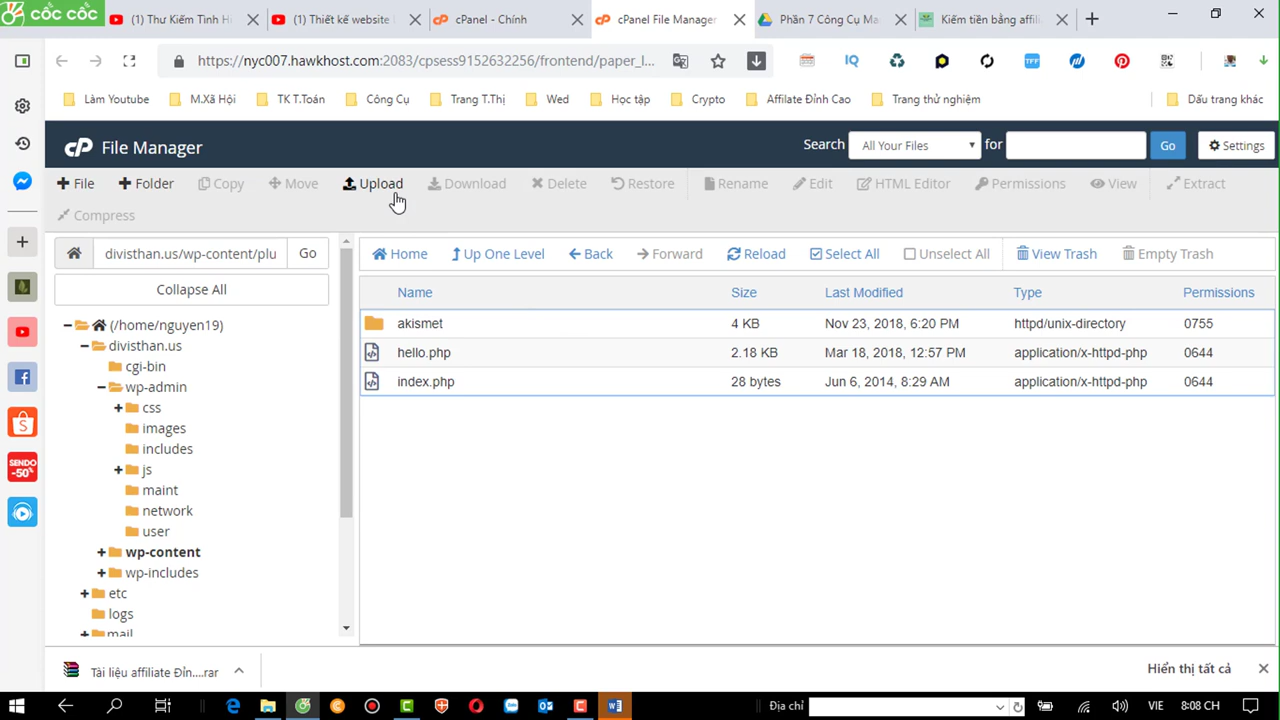 cốc cốc
(1) Thư Kiếm Tình H
(1) Thiết kế website
cPanel - Chính
cPanel File Manager
Phần 7 Công Cụ Ma
Kiếm tiền bằng affili
https://nyc007.hawkhost.com:2083/cpsess9152632256/frontend/paper_l...
IQ
TFF
Làm Youtube
M.Xã Hội
TK T.Toán
Công Cụ
Trang T.Thị
Wed
Học tập
Crypto
Affilate Đỉnh Cao
Trang thử nghiệm
Dấu trang khác
cP File Manager
Search
All Your Files
for
Go
Settings
File
Folder
Copy
Move
Upload
Download
Delete
Restore
Rename
Edit
HTML Editor
Permissions
View
Extract
Compress
divisthan.us/wp-content/plu
Go
Home
Up One Level
Back
Forward
Reload
Select All
Unselect All
View Trash
Empty Trash
Collapse All
(/home/nguyen19)
divisthan.us
cgi-bin
wp-admin
css
images
includes
js
maint
network
user
wp-content
wp-includes
etc
logs
mail
Name Size Last Modified Type Permissions
akismet 4 KB Nov 23, 2018, 6:20 PM httpd/unix-directory 0755
hello.php 2.18 KB Mar 18, 2018, 12:57 PM application/x-httpd-php 0644
index.php 28 bytes Jun 6, 2014, 8:29 AM application/x-httpd-php 0644
SENDO
-50%
Tài liệu affiliate Đỉn....rar
Hiển thị tất cả
Địa chỉ
VIE
8:08 CH